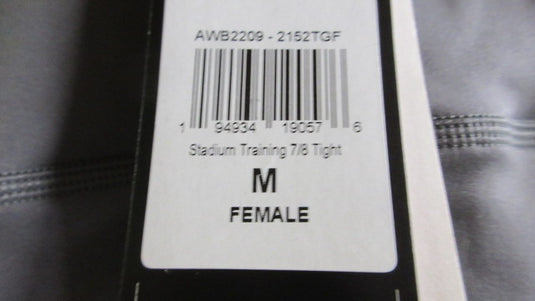 AWB2209 - 2152TGF
1 94934 19057 6
Stadium Training 7/8 Tight
M
FEMALE